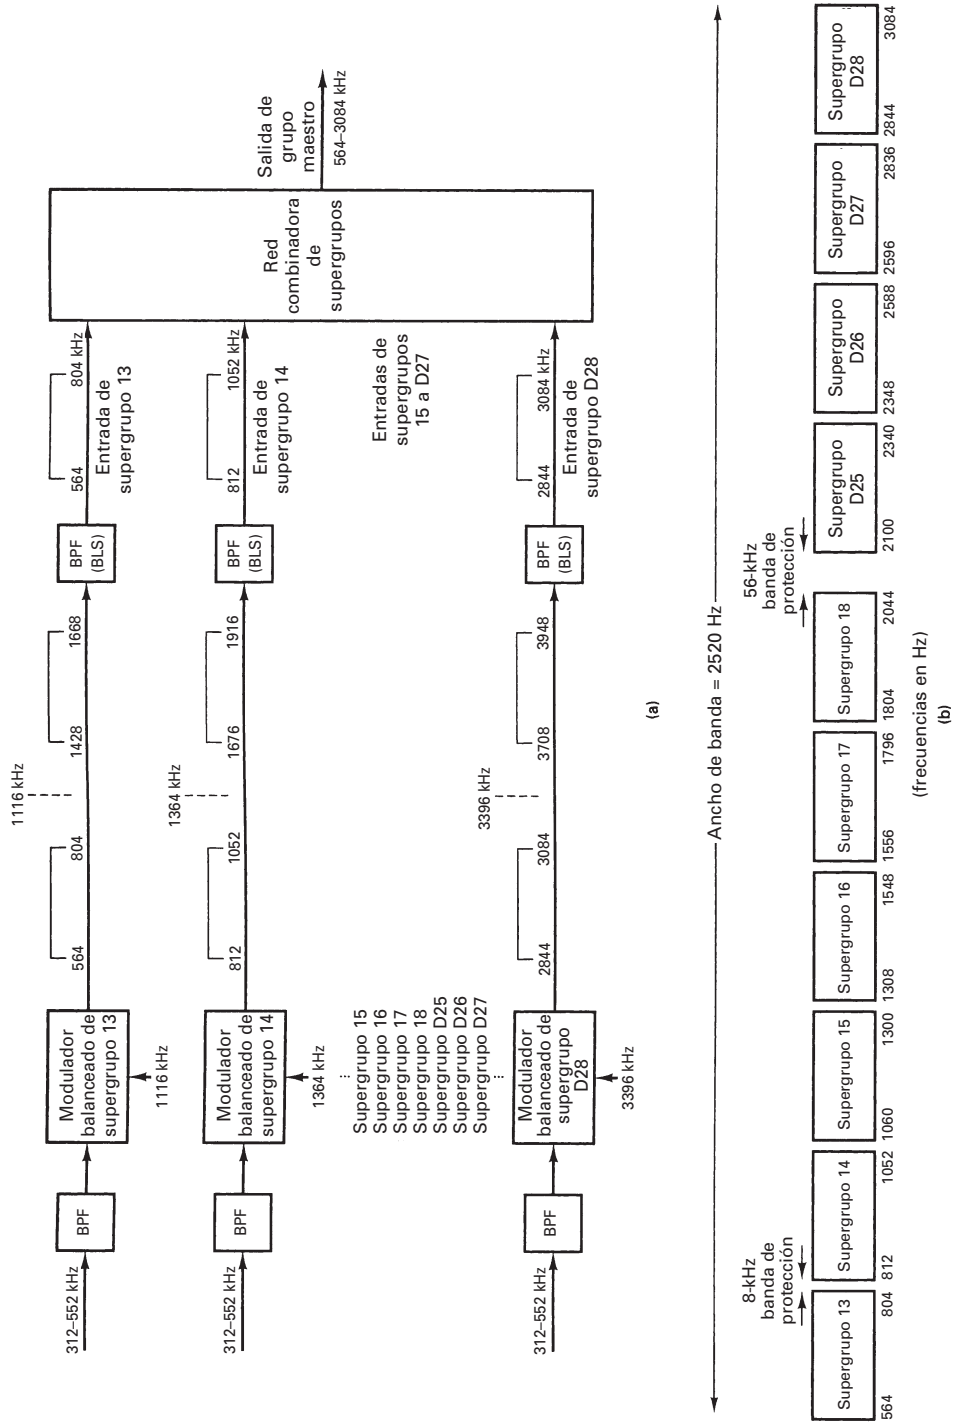 312–552 kHz
BPF
Modulador
balanceado de
supergrupo 13
1116 kHz
564
804
1116 kHz
1428
1668
BPF
(BLS)
564
804 kHz
Entrada de
supergrupo 13
312–552 kHz
BPF
Modulador
balanceado de
supergrupo 14
1364 kHz
812
1052
1364 kHz
1676
1916
BPF
(BLS)
812
1052 kHz
Entrada de
supergrupo 14
Supergrupo 15
Supergrupo 16
Supergrupo 17
Supergrupo 18
Supergrupo D25
Supergrupo D26
Supergrupo D27
Entradas de
supergrupos
15 a D27
312–552 kHz
BPF
Modulador
balanceado de
supergrupo
D28
3396 kHz
2844
3084
3396 kHz
3708
3948
BPF
(BLS)
2844
3084 kHz
Entrada de
supergrupo D28
Red
combinadora
de
supergrupos
Salida de
grupo
maestro
564–3084 kHz
(a)
Ancho de banda = 2520 Hz
8-kHz
banda de
protección
56-kHz
banda de
protección
Supergrupo 13
Supergrupo 14
Supergrupo 15
Supergrupo 16
Supergrupo 17
Supergrupo 18
Supergrupo
D25
Supergrupo
D26
Supergrupo
D27
Supergrupo
D28
564 804 812 1052 1060 1300 1308 1548 1556 1796 1804 2044 2100 2340 2348 2588 2596 2836 2844 3084
(frecuencias en Hz)
(b)